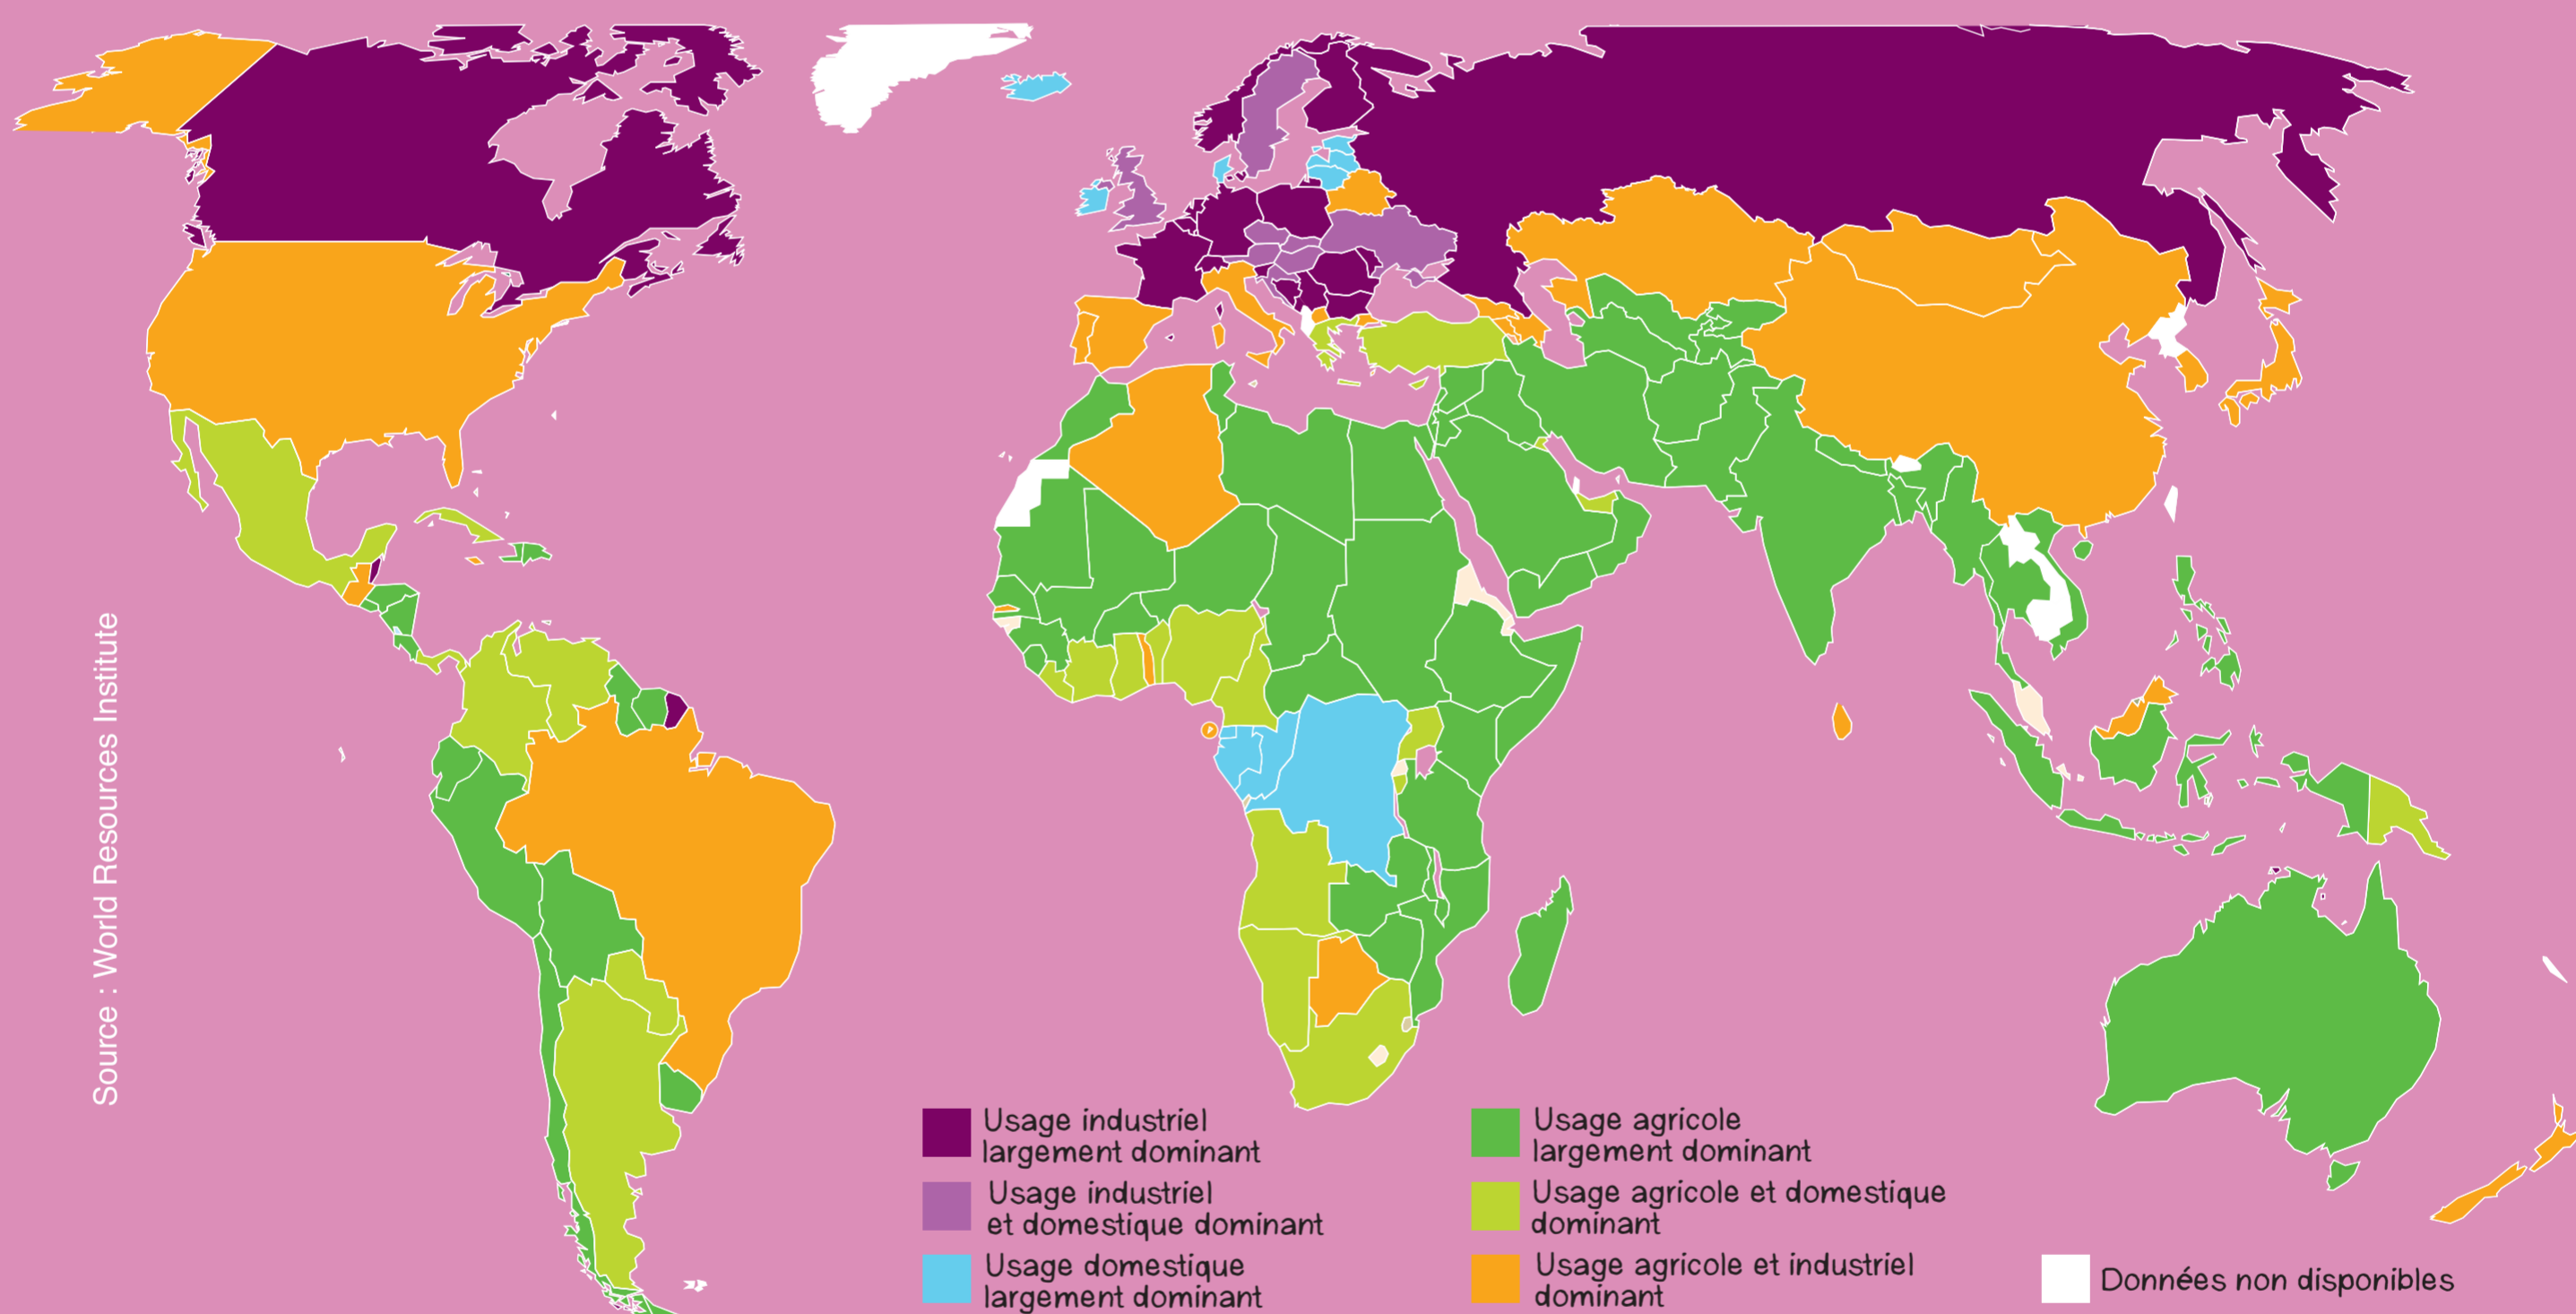 Source : World Resources Institute
Usage industriel
largement dominant
Usage industriel
et domestique dominant
Usage domestique
largement dominant
Usage agricole
largement dominant
Usage agricole et domestique
dominant
Usage agricole et industriel
dominant
Données non disponibles